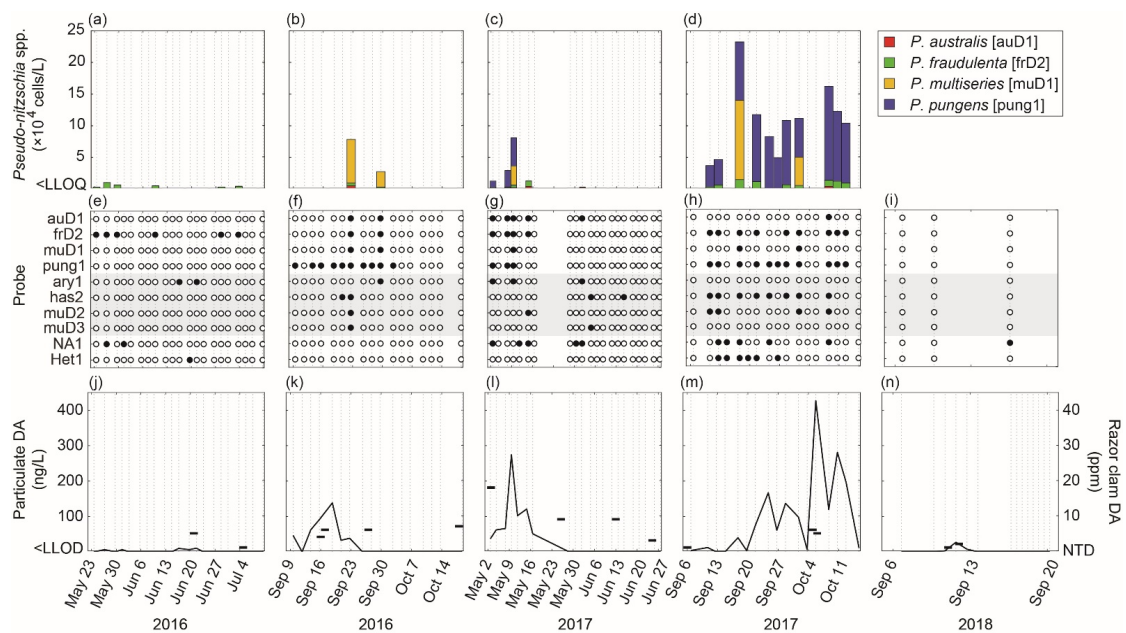 (a) (b) (c) (d)
Pseudo-nitzschia spp.
(×10⁴ cells/L)
25
20
15
10
5
<LLOQ
P. australis [auD1]
P. fraudulenta [frD2]
P. multiseries [muD1]
P. pungens [pung1]
(e) (f) (g) (h) (i)
Probe
auD1
frD2
muD1
pung1
ary1
has2
muD2
muD3
NA1
Het1
(j) (k) (l) (m) (n)
Particulate DA
(ng/L)
400
300
200
100
<LLOD
40
30
20
10
NTD
Razor clam DA
(ppm)
May 23 May 30 Jun 6 Jun 13 Jun 20 Jun 27 Jul 4
Sep 9 Sep 16 Sep 23 Sep 30 Oct 7 Oct 14
May 2 May 9 May 16 May 30 Jun 6 Jun 13 Jun 20 Jun 27
Sep 6 Sep 13 Sep 20 Sep 27 Oct 4 Oct 11
Sep 6 Sep 13 Sep 20
2016 2016 2017 2017 2018